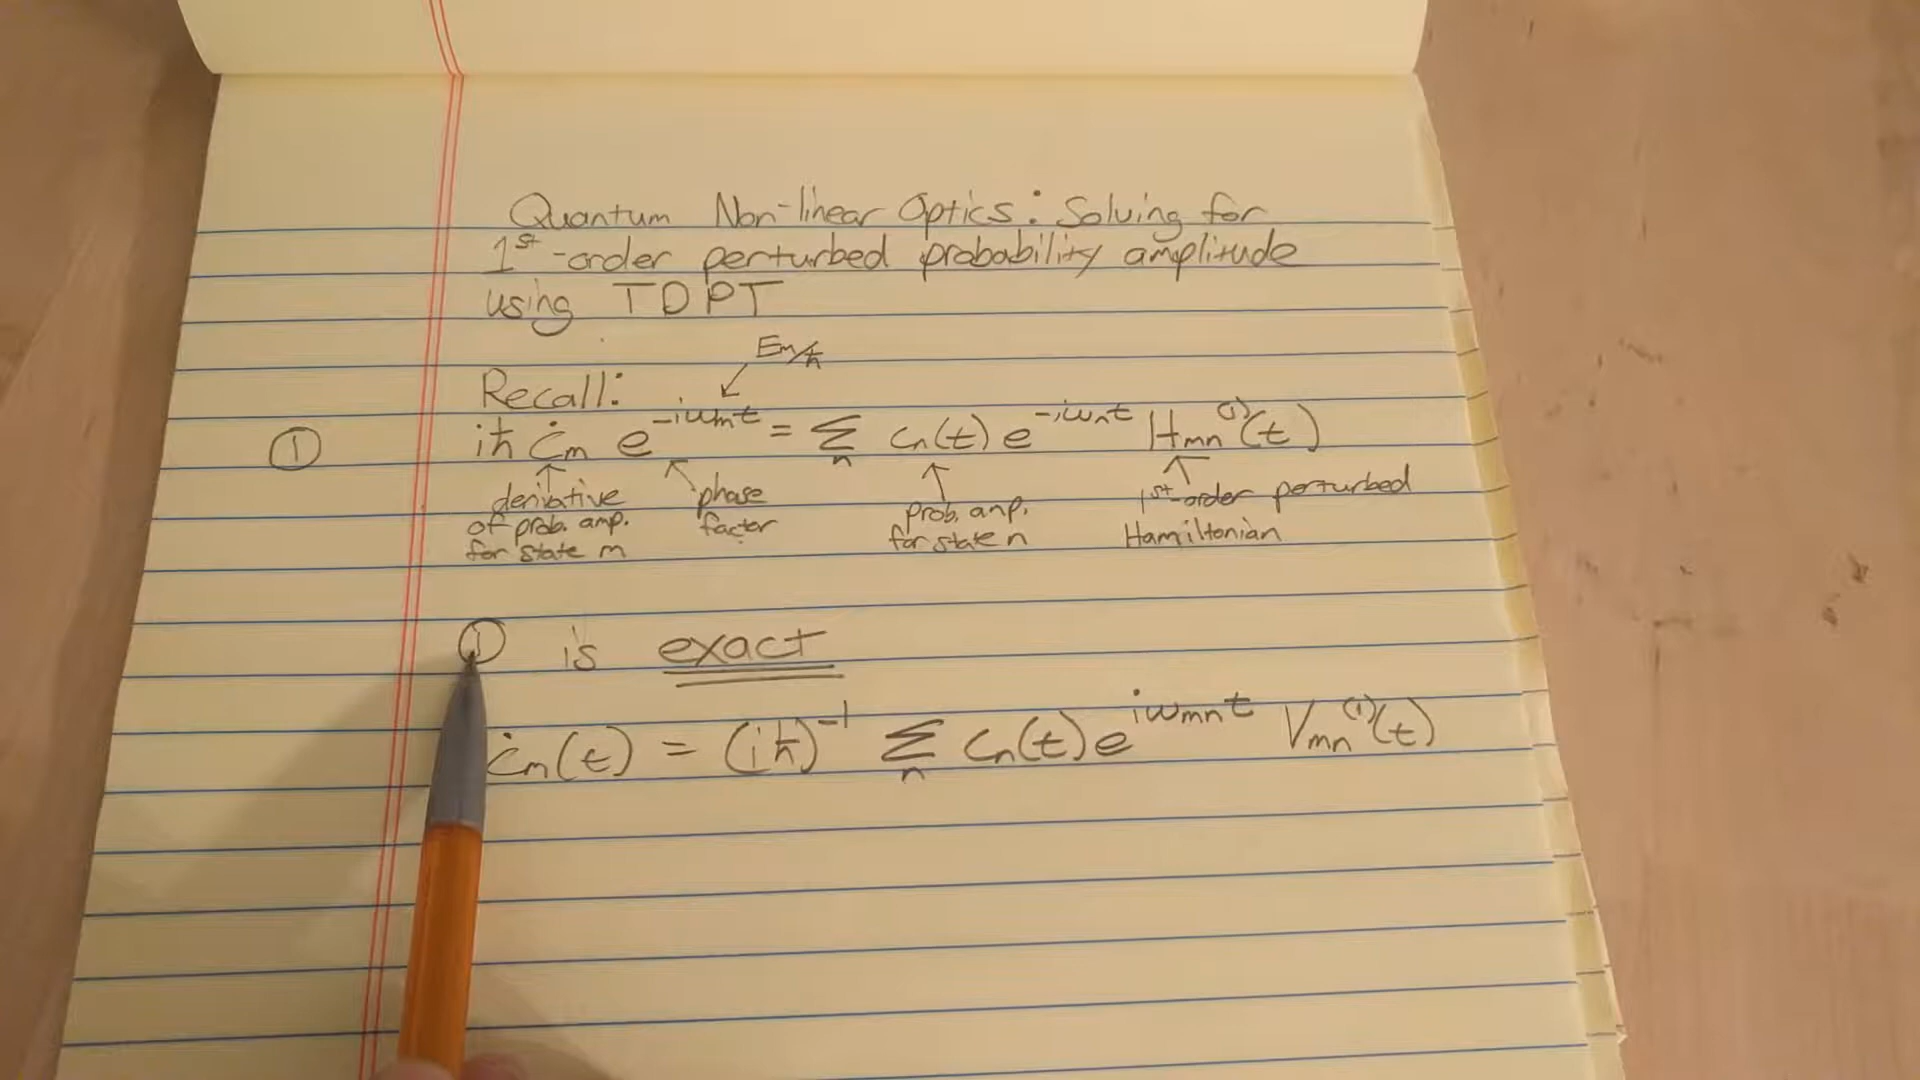 Quantum Non-linear Optics: Solving for
1st-order perturbed probability amplitude
using TDPT
Em/ħ
Recall:
① iħ ċm e^-iωmt = Σn cn(t) e^-iωnt Hmn^(1)(t)
derivative of prob. amp. for state m
phase factor
prob. amp. for state n
1st-order perturbed Hamiltonian
① is exact
ċm(t) = (iħ)^-1 Σn cn(t) e^iωmnt Vmn^(1)(t)